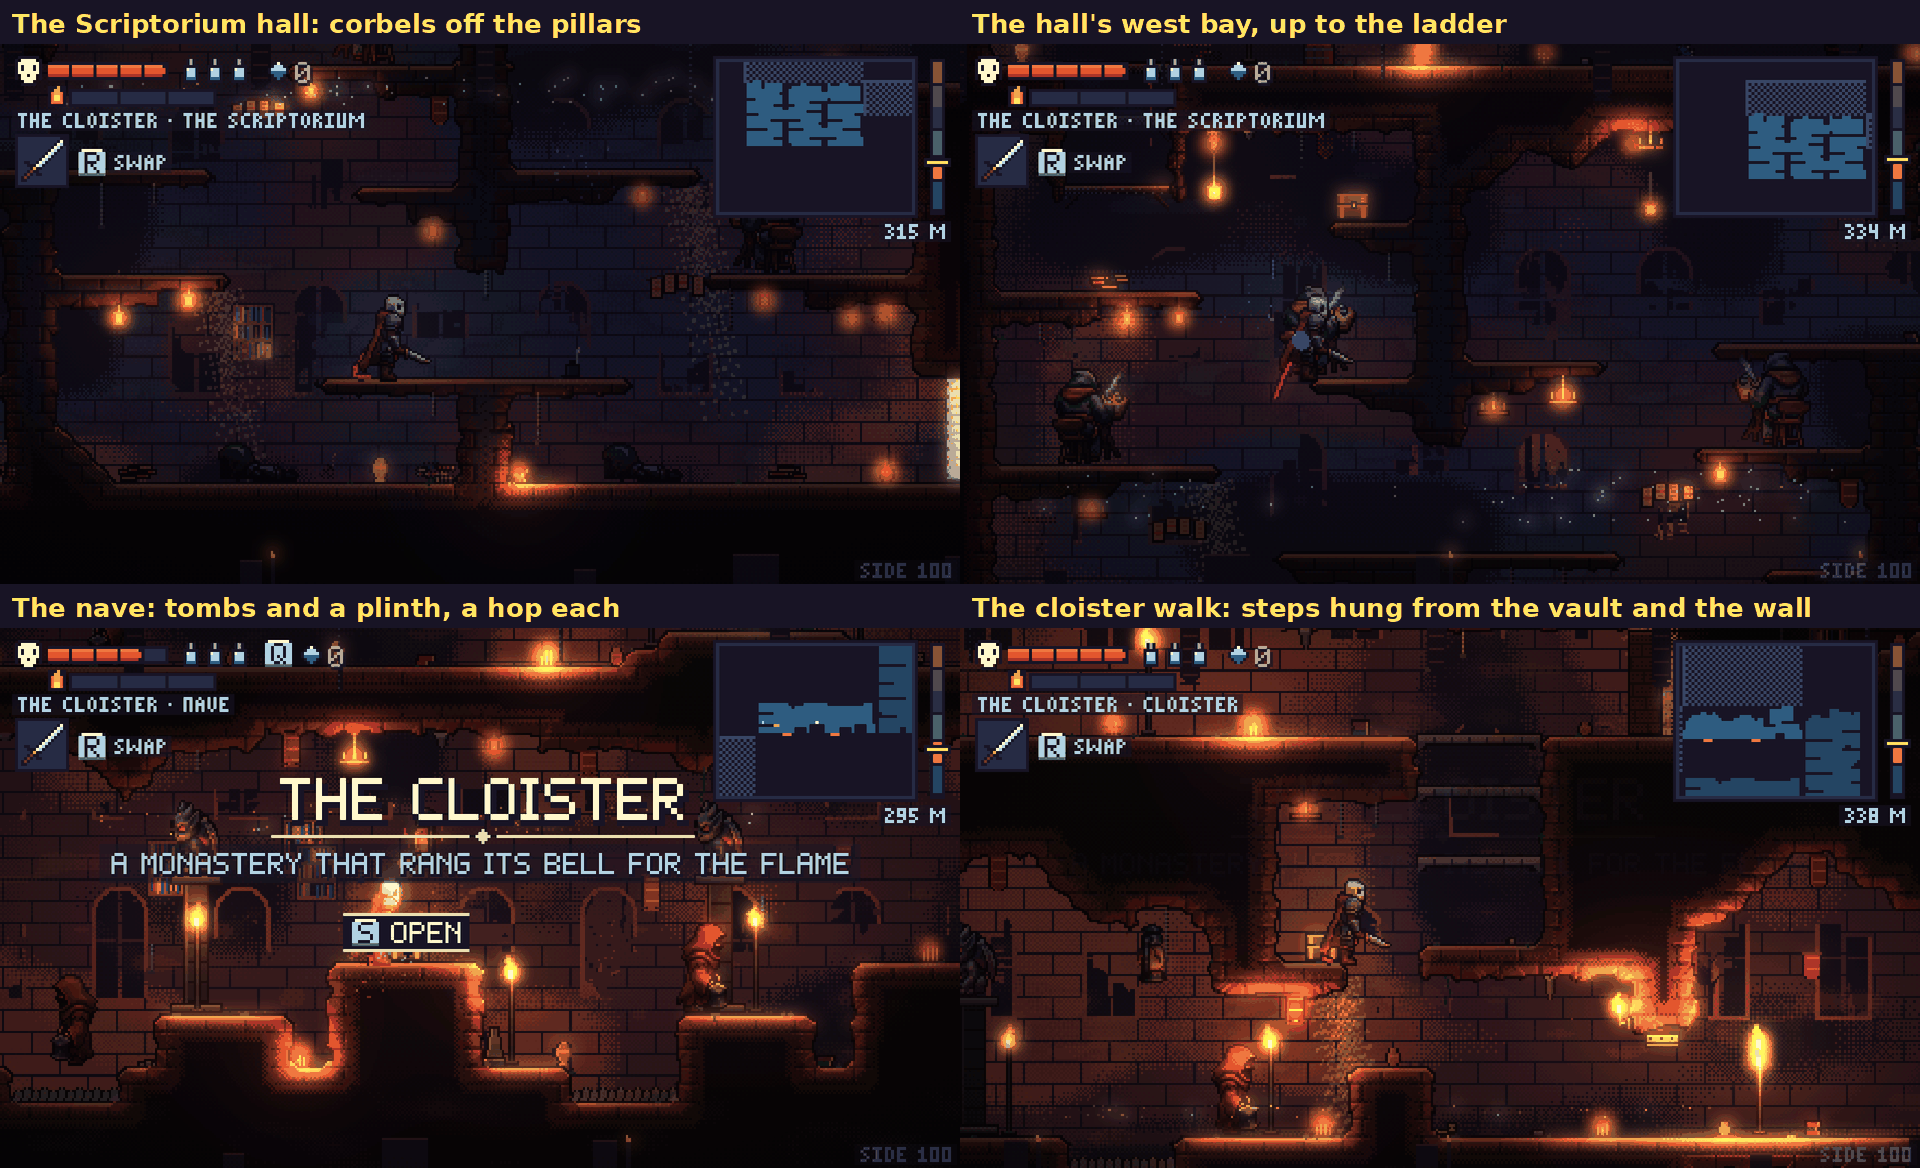 The Scriptorium hall: corbels off the pillars
0
THE CLOISTER · THE SCRIPTORIUM
R SWAP
315 M
SIDE 100
The hall's west bay, up to the ladder
0
THE CLOISTER · THE SCRIPTORIUM
R SWAP
334 M
SIDE 100
The nave: tombs and a plinth, a hop each
Q 0
THE CLOISTER · NAVE
R SWAP
295 M
THE CLOISTER
A MONASTERY THAT RANG ITS BELL FOR THE FLAME
S OPEN
SIDE 100
The cloister walk: steps hung from the vault and the wall
0
THE CLOISTER · CLOISTER
R SWAP
338 M
SIDE 100